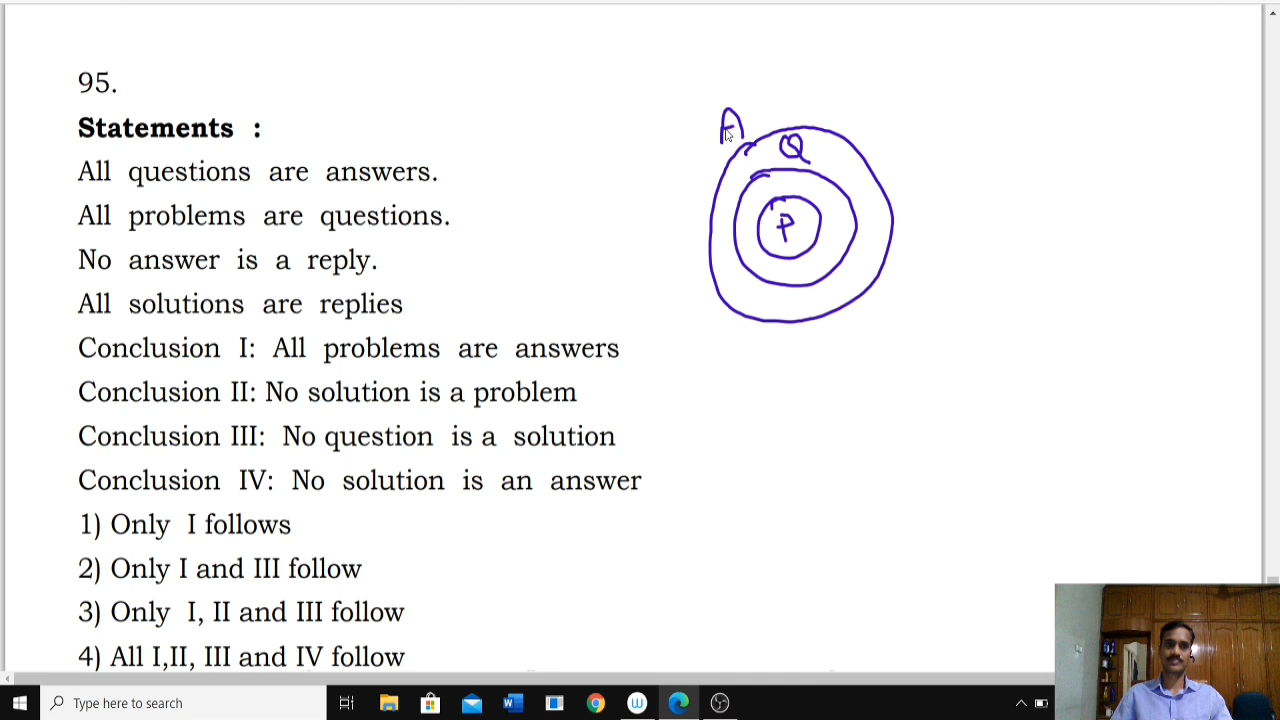 95.
Statements :
A
Q
All questions are answers.
All problems are questions.
P
No answer is a reply.
All solutions are replies
Conclusion I: All problems are answers
Conclusion II: No solution is a problem
Conclusion III: No question is a solution
Conclusion IV: No solution is an answer
1) Only I follows
2) Only I and III follow
3) Only I, II and III follow
4) All I,II, III and IV follow
Type here to search